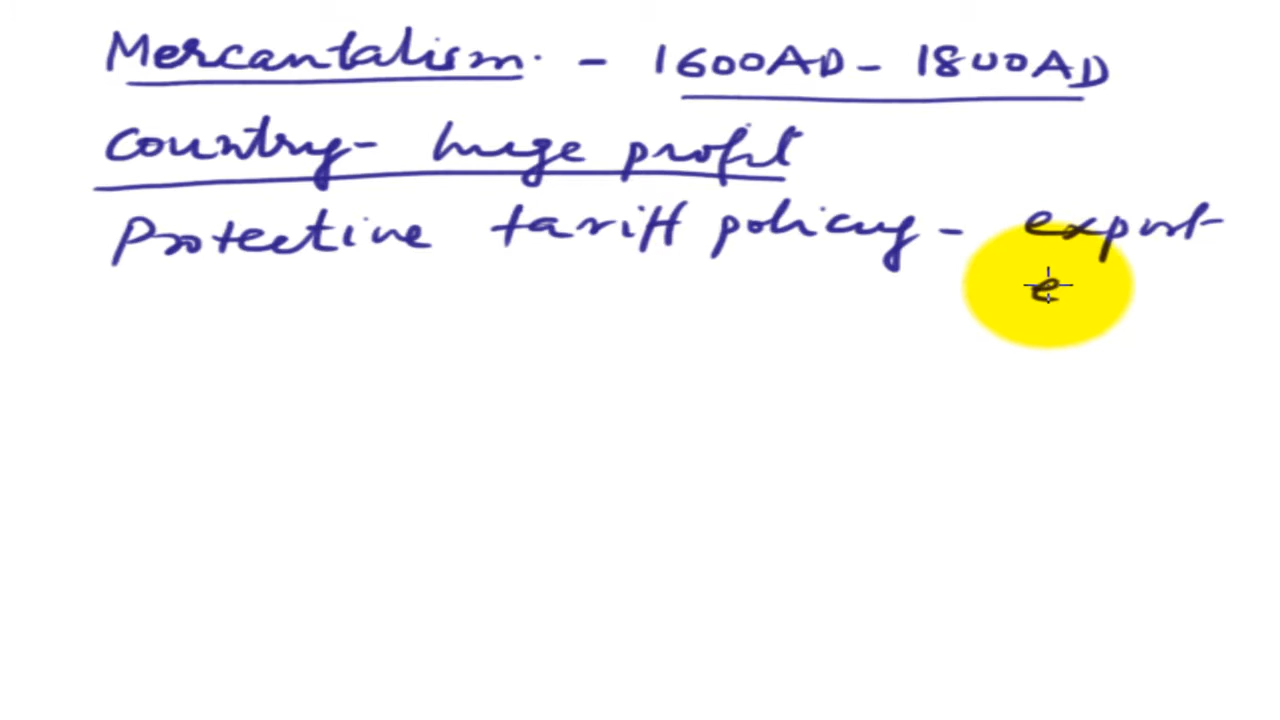 Mercantalism - 1600AD - 1800AD
Country - huge profit
Protective tariff policy - export
e